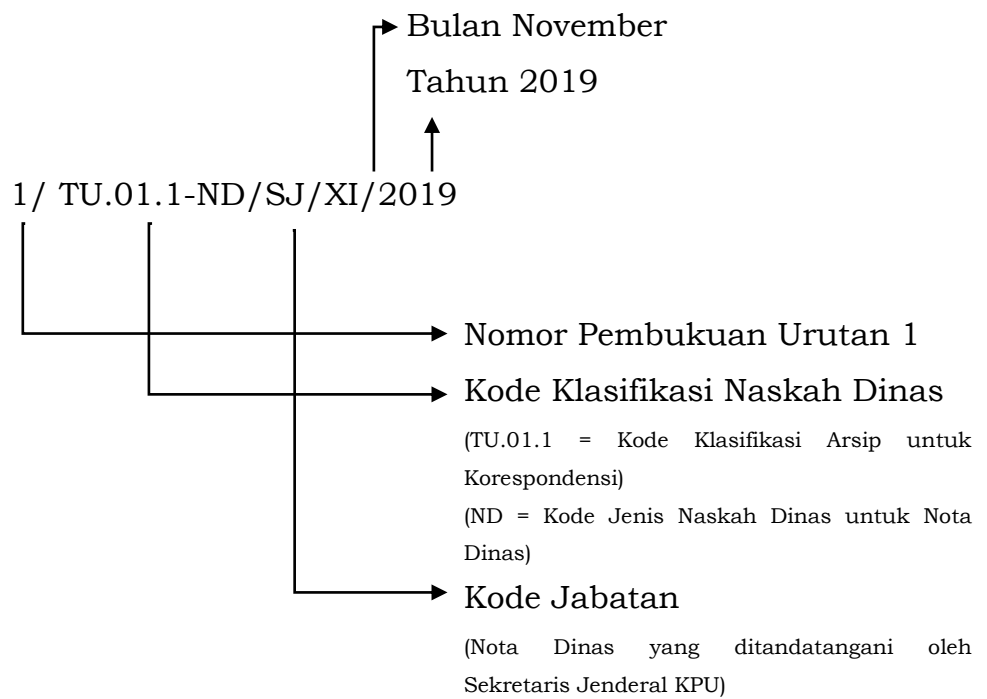 Bulan November
Tahun 2019
1/ TU.01.1-ND/SJ/XI/2019
Nomor Pembukuan Urutan 1
Kode Klasifikasi Naskah Dinas
(TU.01.1 = Kode Klasifikasi Arsip untuk
Korespondensi)
(ND = Kode Jenis Naskah Dinas untuk Nota
Dinas)
Kode Jabatan
(Nota Dinas yang ditandatangani oleh
Sekretaris Jenderal KPU)